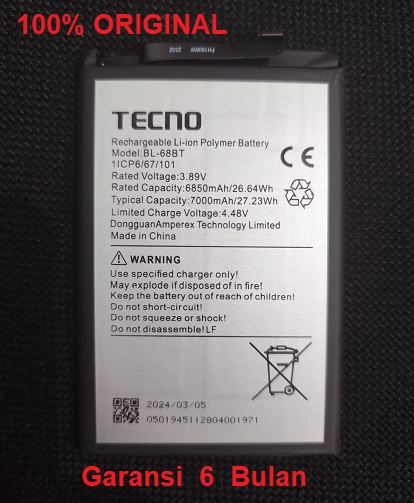 100% ORIGINAL
TECNO
Rechargeable Li-ion Polymer Battery
Model:BL-68BT
1ICP6/67/101
Rated Voltage:3.89V
Rated Capacity:6850mAh/26.64Wh
Typical Capacity:7000mAh/27.23Wh
Limited Charge Voltage:4.48V
DongguanAmperex Technology Limited
Made in China
CE
WARNING
Use specified charger only!
May explode if disposed of in fire!
Keep the battery out of reach of children!
Do not short-circuit!
Do not squeeze or shock!
Do not disassemble!LF
2024/03/05
0501945112804001971
Garansi 6 Bulan